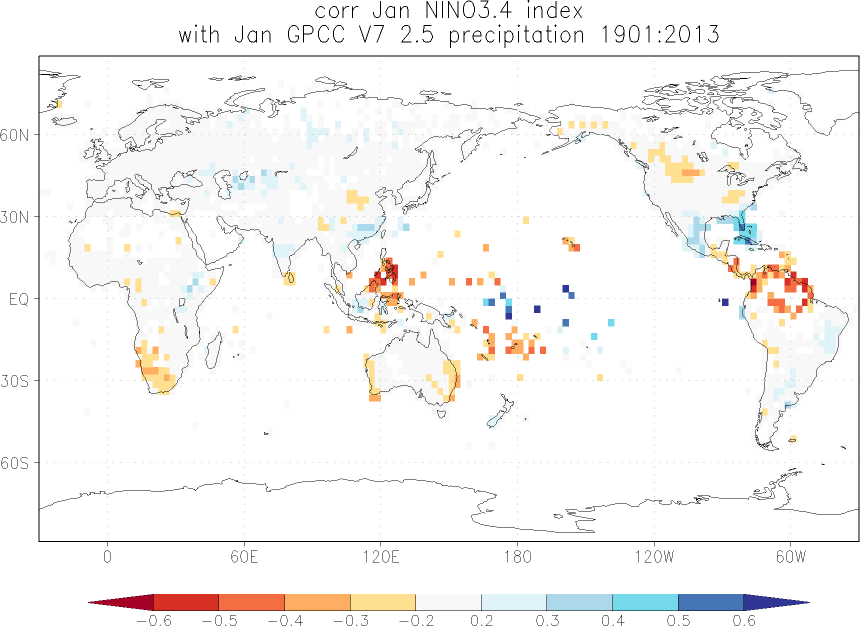 corr Jan NINO3.4 index
with Jan GPCC V7 2.5 precipitation 1901:2013
60N
30N
EQ
30S
60S
0 60E 120E 180 120W 60W
-0.6 -0.5 -0.4 -0.3 -0.2 0.2 0.3 0.4 0.5 0.6